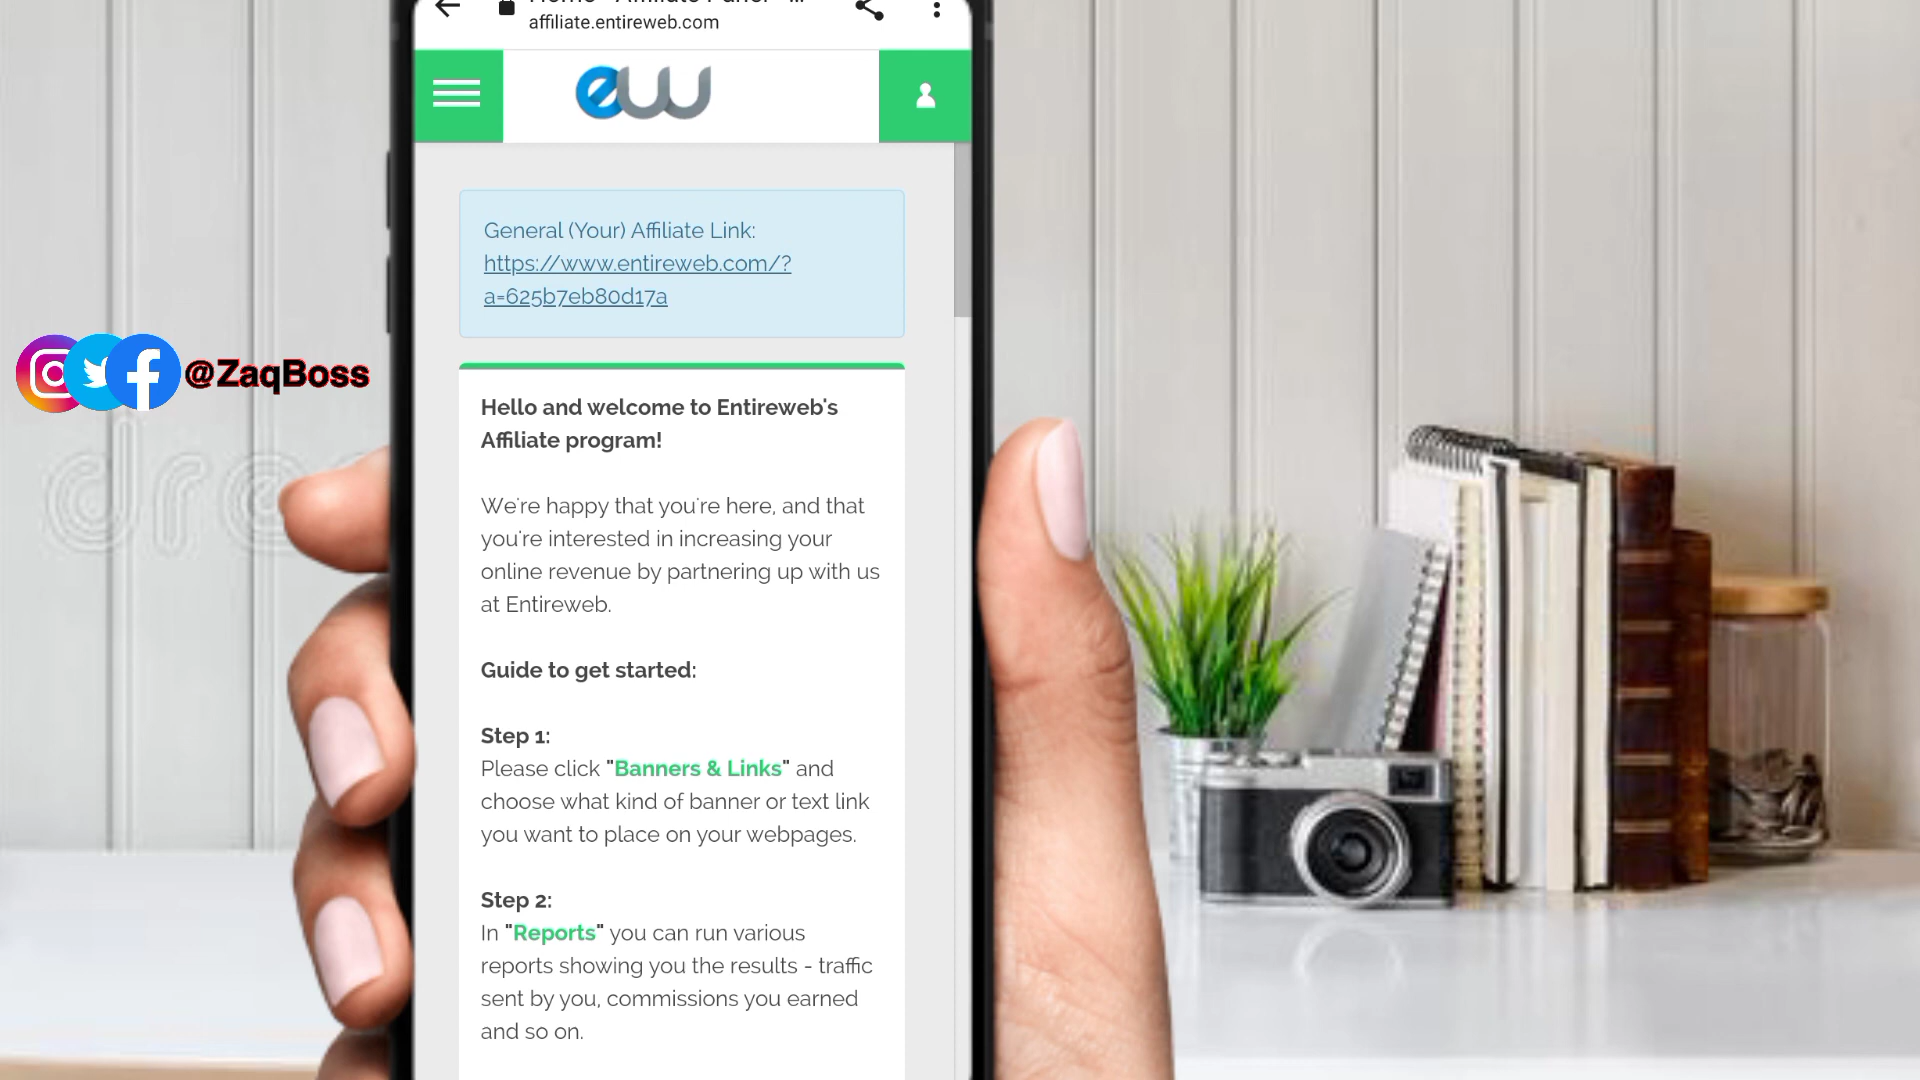 affiliate.entireweb.com
ew
General (Your) Affiliate Link:
https://www.entireweb.com/?
a=625b7eb80d17a
@ZaqBoss
Hello and welcome to Entireweb's
Affiliate program!
We're happy that you're here, and that
you're interested in increasing your
online revenue by partnering up with us
at Entireweb.
Guide to get started:
Step 1:
Please click "Banners & Links" and
choose what kind of banner or text link
you want to place on your webpages.
Step 2:
In "Reports" you can run various
reports showing you the results - traffic
sent by you, commissions you earned
and so on.